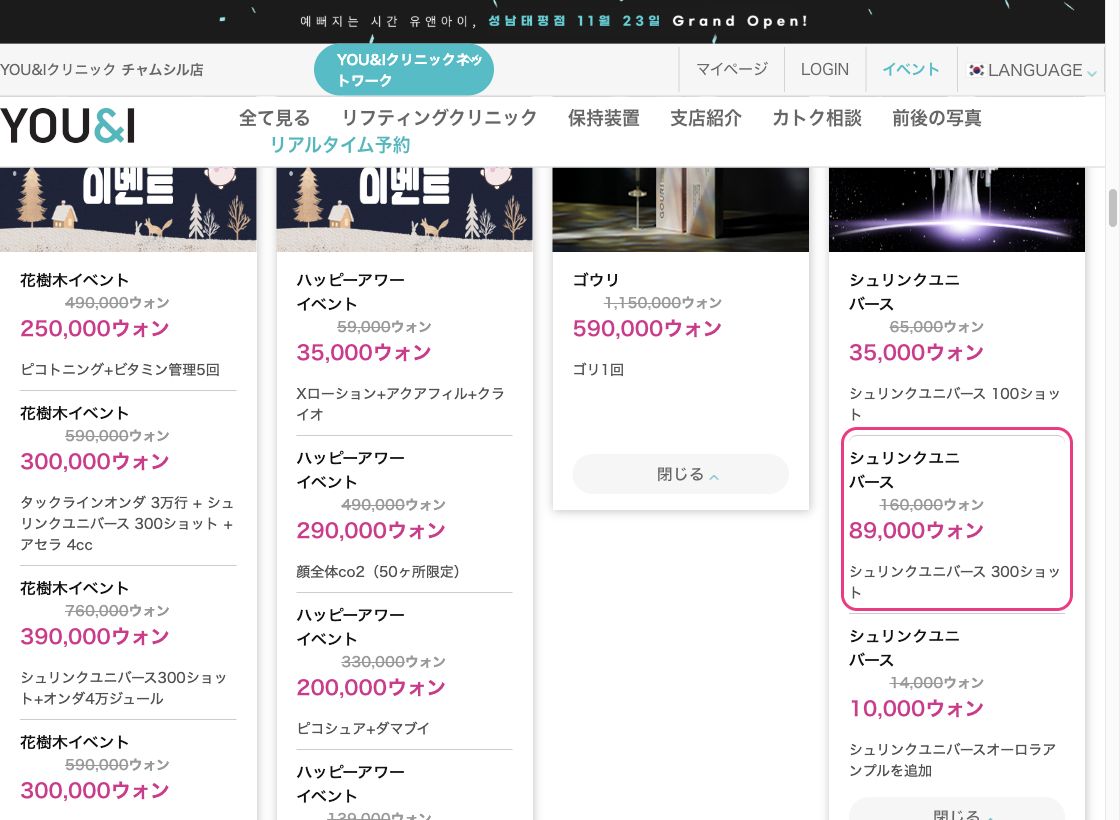 예뻐지는 시간 유앤아이, 성남태평점 11월 23일 Grand Open!
YOU&Iクリニック チャムシル店
YOU&Iクリニックネットワーク
マイページ
LOGIN
イベント
LANGUAGE
YOU&I
全て見る
リフティングクリニック
保持装置
支店紹介
カトク相談
前後の写真
リアルタイム予約
이벤트
花樹木イベント
490,000ウォン
250,000ウォン
ピコトニング+ビタミン管理5回
花樹木イベント
590,000ウォン
300,000ウォン
タックラインオンダ 3万行 + シュ
リンクユニバース 300ショット +
アセラ 4cc
花樹木イベント
760,000ウォン
390,000ウォン
シュリンクユニバース300ショッ
ト+オンダ4万ジュール
花樹木イベント
590,000ウォン
300,000ウォン
이벤트
ハッピーアワー
イベント
59,000ウォン
35,000ウォン
Xローション+アクアフィル+クラ
イオ
ハッピーアワー
イベント
490,000ウォン
290,000ウォン
顔全体co2（50ヶ所限定）
ハッピーアワー
イベント
330,000ウォン
200,000ウォン
ピコシュア+ダマブイ
ハッピーアワー
イベント
139,000ウォン
GOURI
ゴウリ
1,150,000ウォン
590,000ウォン
ゴリ1回
閉じる
シュリンクユニ
バース
65,000ウォン
35,000ウォン
シュリンクユニバース 100ショッ
ト
シュリンクユニ
バース
160,000ウォン
89,000ウォン
シュリンクユニバース 300ショッ
ト
シュリンクユニ
バース
14,000ウォン
10,000ウォン
シュリンクユニバースオーロラア
ンプルを追加
閉じる